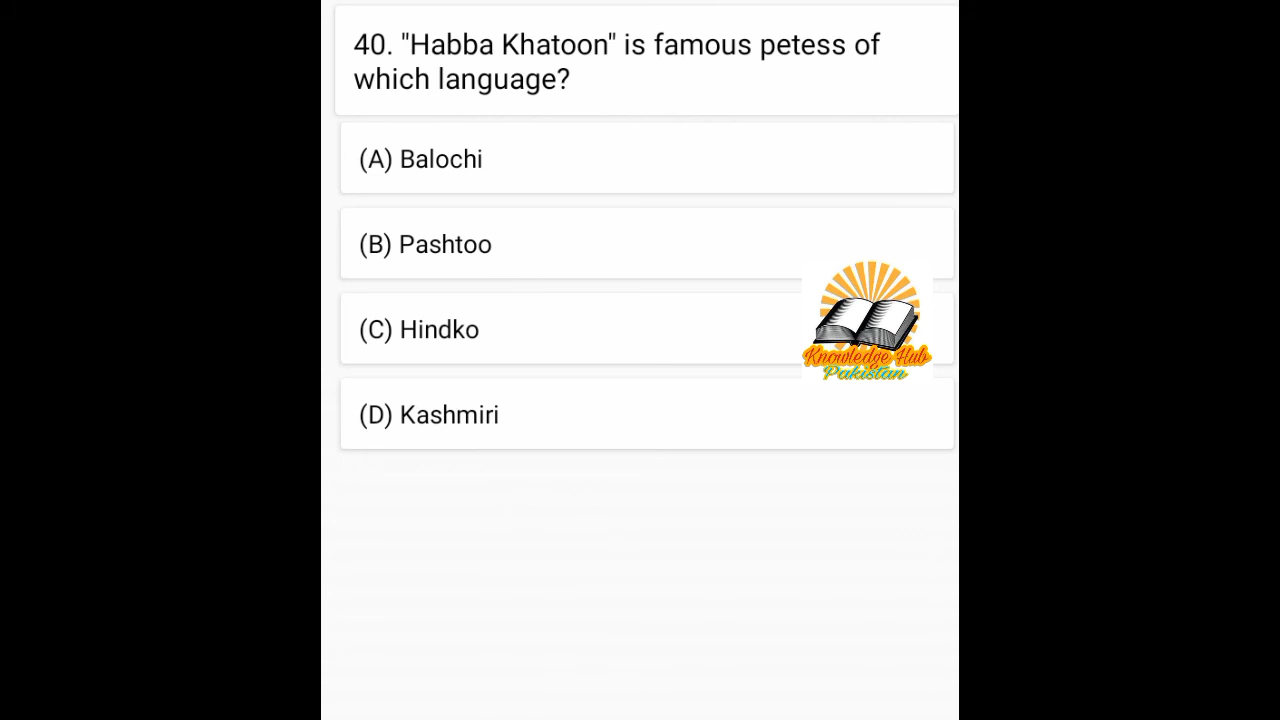 40. "Habba Khatoon" is famous petess of
which language?
(A) Balochi
(B) Pashtoo
(C) Hindko
(D) Kashmiri
Knowledge Hub
Pakistan